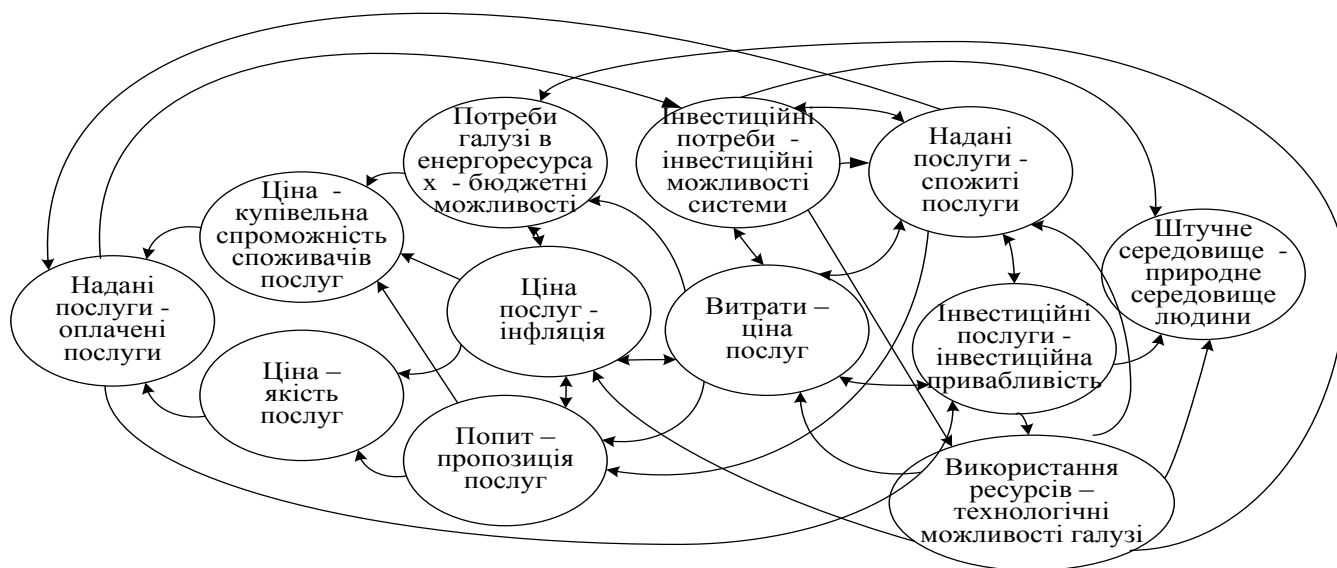 Потреби
галузі в
енергоресурса
х - бюджетні
можливості
Інвестиційні
потреби -
інвестиційні
можливості
системи
Надані
послуги -
спожиті
послуги
Ціна -
купівельна
спроможність
споживачів
послуг
Штучне
середовище -
природне
середовище
людини
Надані
послуги -
оплачені
послуги
Ціна
послуг -
інфляція
Витрати –
ціна
послуг
Інвестиційні
послуги -
інвестиційна
привабливість
Ціна –
якість
послуг
Попит –
пропозиція
послуг
Використання
ресурсів –
технологічні
можливості галузі